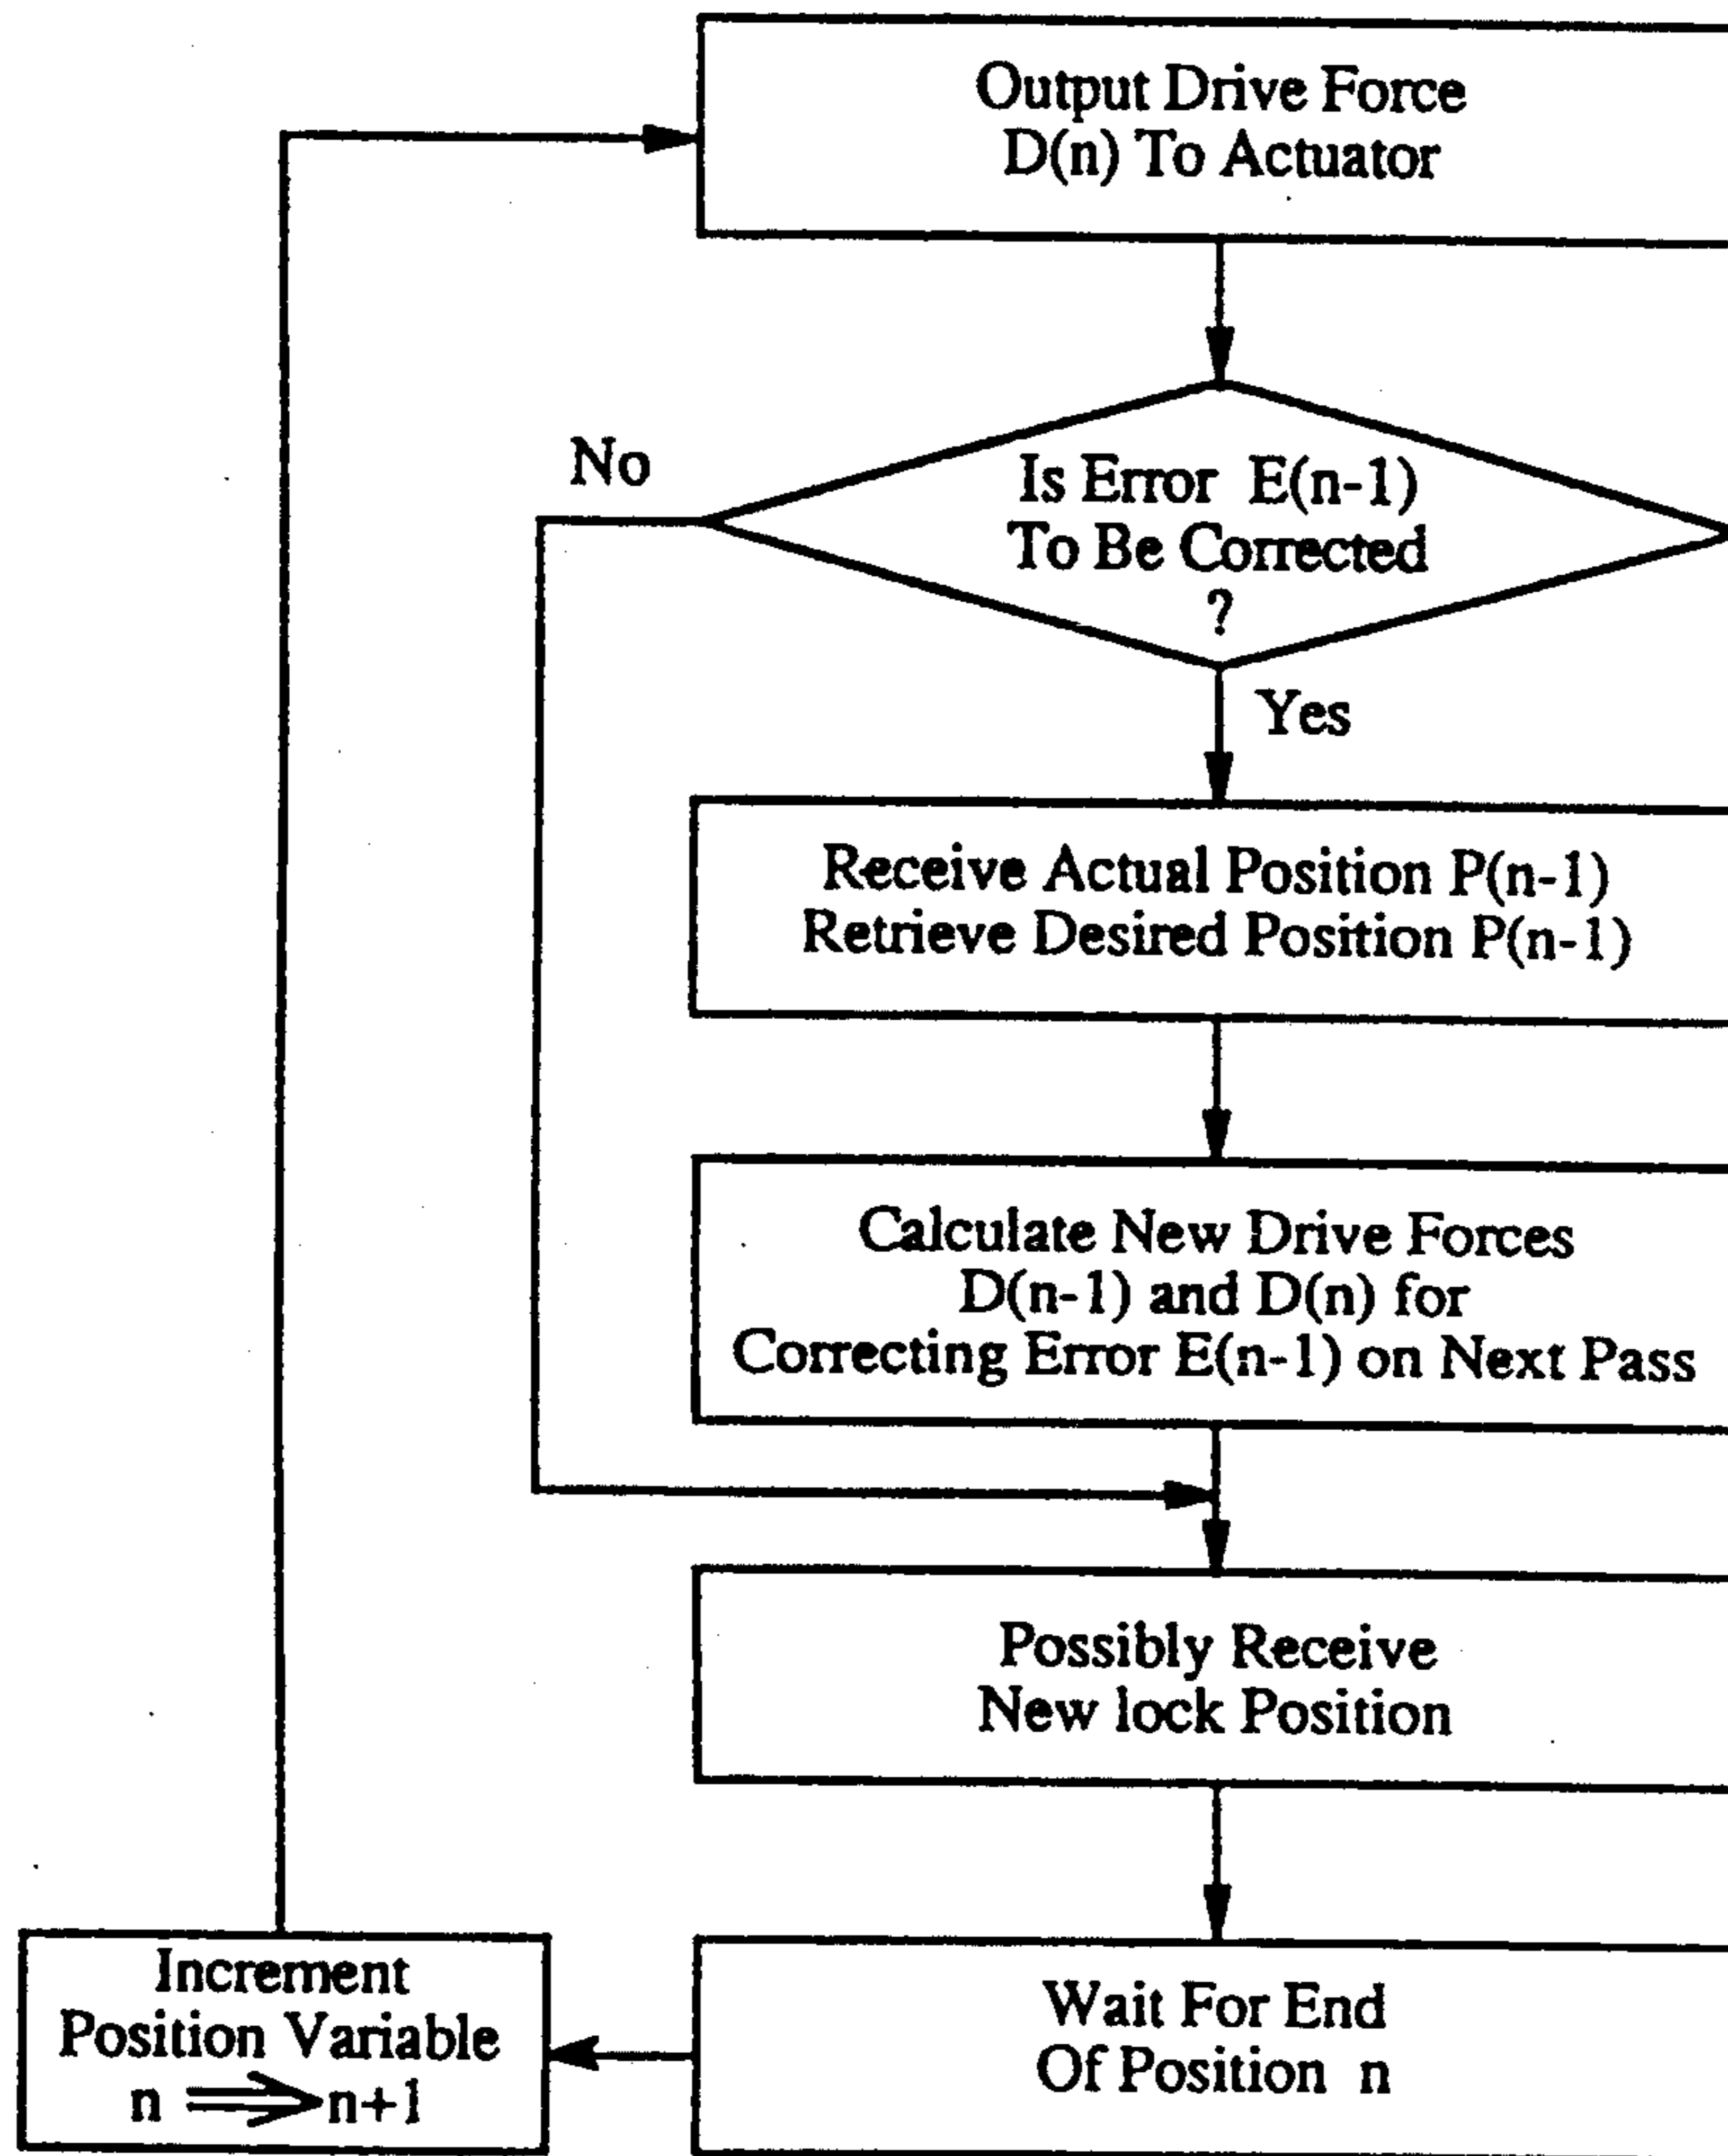 Output Drive Force
D(n) To Actuator
No
Is Error E(n-1)
To Be Corrected
?
Yes
Receive Actual Position P(n-1)
Retrieve Desired Position P(n-1)
Calculate New Drive Forces
D(n-1) and D(n) for
Correcting Error E(n-1) on Next Pass
Possibly Receive
New lock Position
Wait For End
Of Position n
Increment
Position Variable
n ⟹ n+1